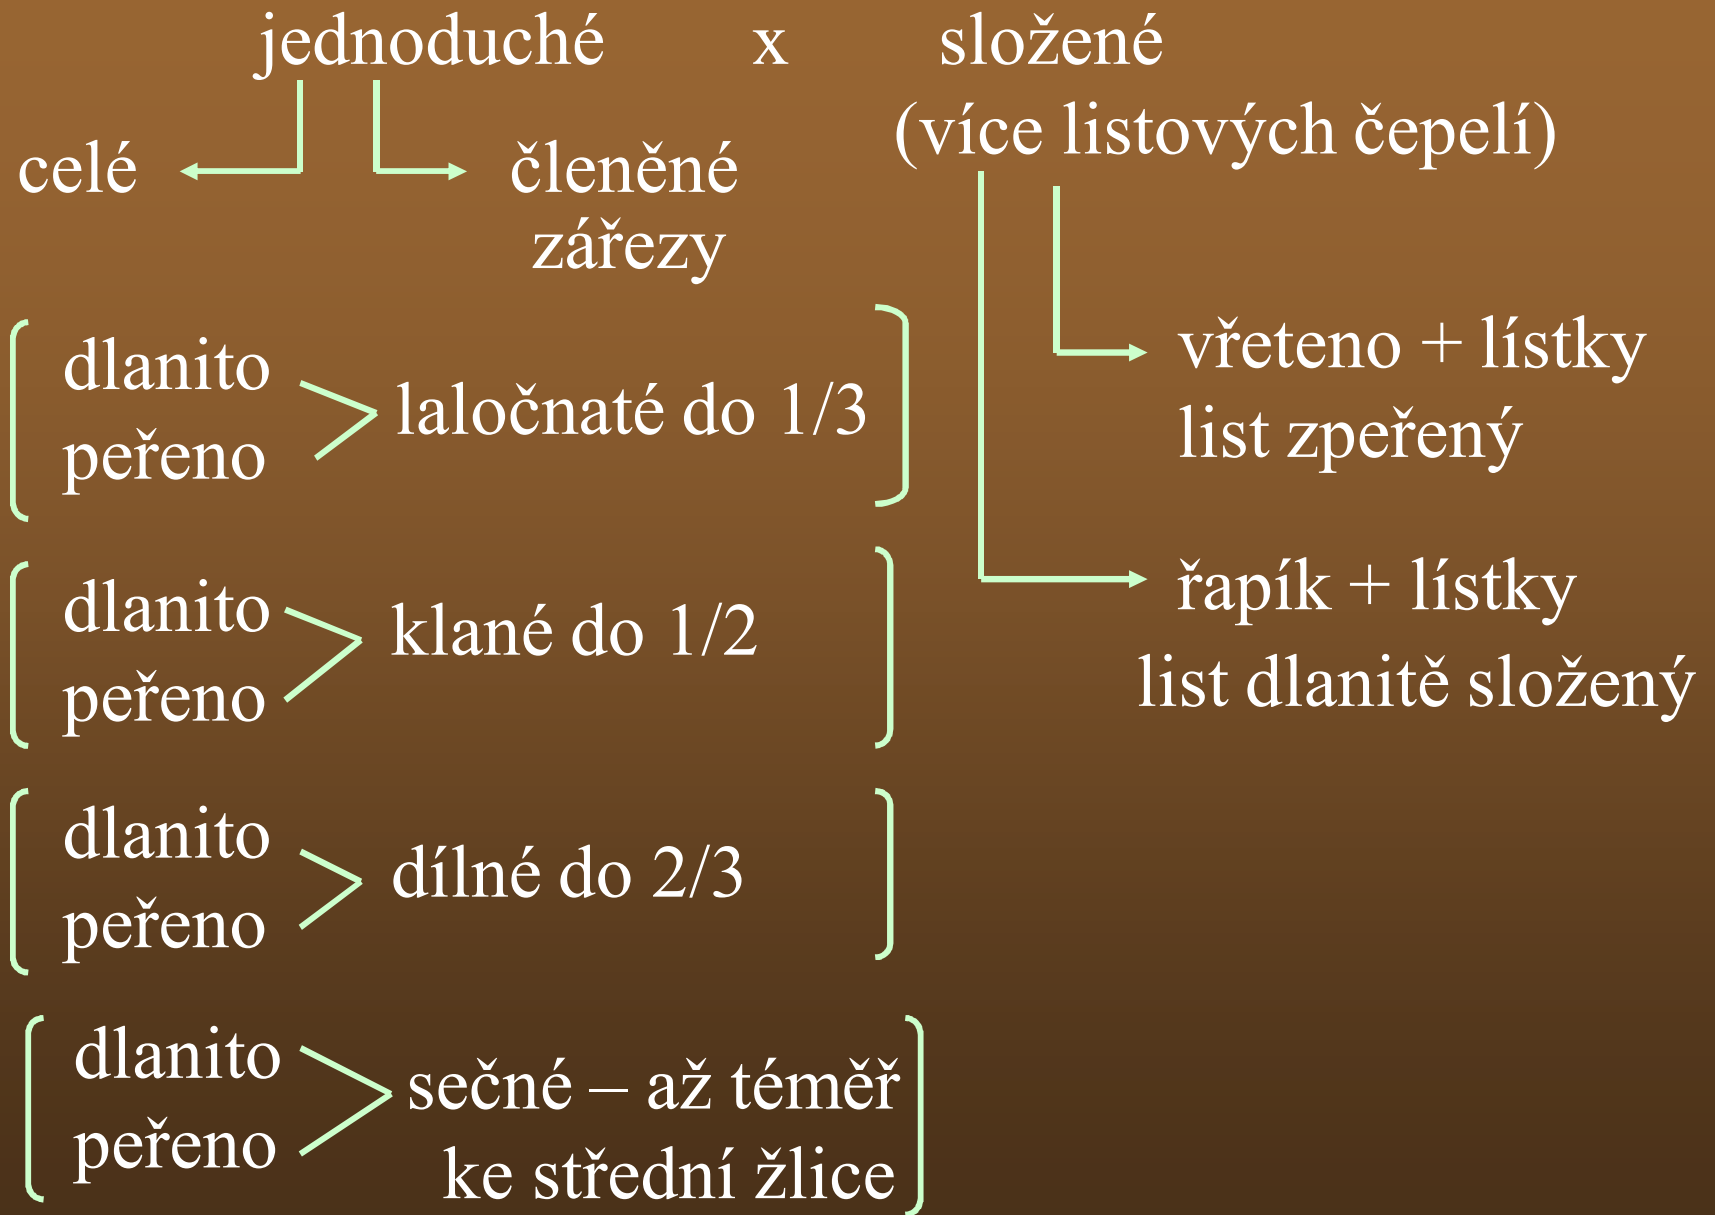 jednoduché x složené
(více listových čepelí)
celé členěné
zářezy
dlanito
peřeno
laločnaté do 1/3
dlanito
peřeno
klané do 1/2
dlanito
peřeno
dílné do 2/3
dlanito
peřeno
sečné – až téměř
ke střední žlice
vřeteno + lístky
list zpeřený
řapík + lístky
list dlanitě složený